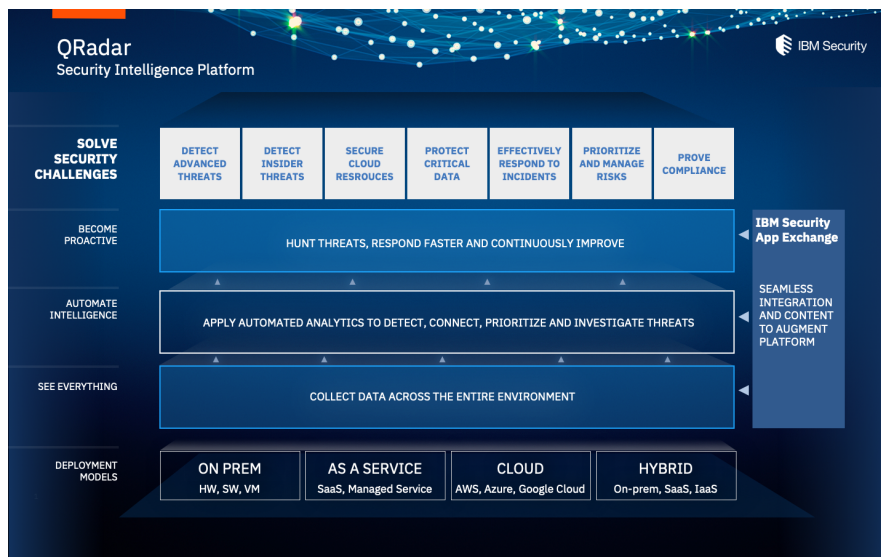 QRadar
Security Intelligence Platform
IBM Security
SOLVE
SECURITY
CHALLENGES
DETECT
ADVANCED
THREATS
DETECT
INSIDER
THREATS
SECURE
CLOUD
RESROUCES
PROTECT
CRITICAL
DATA
EFFECTIVELY
RESPOND TO
INCIDENTS
PRIORITIZE
AND MANAGE
RISKS
PROVE
COMPLIANCE
BECOME
PROACTIVE
HUNT THREATS, RESPOND FASTER AND CONTINUOUSLY IMPROVE
IBM Security
App Exchange
SEAMLESS
INTEGRATION
AND CONTENT
TO AUGMENT
PLATFORM
AUTOMATE
INTELLIGENCE
APPLY AUTOMATED ANALYTICS TO DETECT, CONNECT, PRIORITIZE AND INVESTIGATE THREATS
SEE EVERYTHING
COLLECT DATA ACROSS THE ENTIRE ENVIRONMENT
DEPLOYMENT
MODELS
ON PREM
HW, SW, VM
AS A SERVICE
SaaS, Managed Service
CLOUD
AWS, Azure, Google Cloud
HYBRID
On-prem, SaaS, IaaS